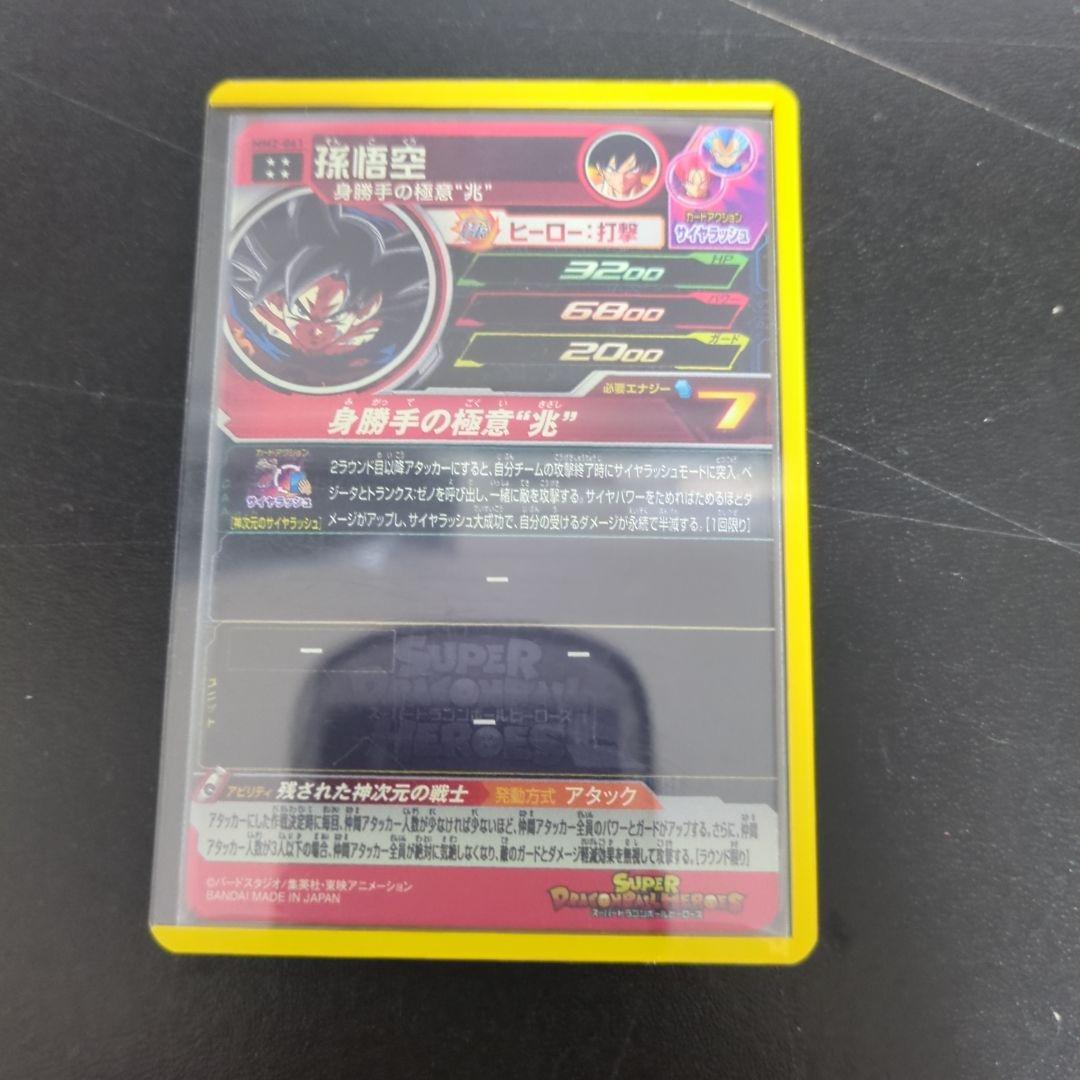 MM2-061
孫悟空
身勝手の極意"兆"
カードアクション
サイヤラッシュ
ヒーロー:打撃
HP
3200
パワー
6800
ガード
2000
必要エナジー
7
身勝手の極意"兆"
カードアクション
サイヤラッシュ
[神次元のサイヤラッシュ]
2ラウンド目以降アタッカーにすると、自分チームの攻撃終了時にサイヤラッシュモードに突入。ベ
ジータとトランクス:ゼノを呼び出し、一緒に敵を攻撃する。サイヤパワーをためればためるほどダ
メージがアップし、サイヤラッシュ大成功で、自分の受けるダメージが永続で半減する。[1回限り]
SUPER
DRAGONBALL
スーパードラゴンボールヒーローズ
HEROES
ユニット
アビリティ 残された神次元の戦士 発動方式 アタック
アタッカーにした作戦決定時に毎回、仲間アタッカー人数が少なければ少ないほど、仲間アタッカー全員のパワーとガードがアップする。さらに、仲間
アタッカー人数が3人以下の場合、仲間アタッカー全員が絶対に気絶しなくなり、敵のガードとダメージ軽減効果を無視して攻撃する。[ラウンド限り]
©バードスタジオ/集英社・東映アニメーション
BANDAI MADE IN JAPAN
SUPER
DRAGONBALL HEROES
スーパードラゴンボールヒーローズ